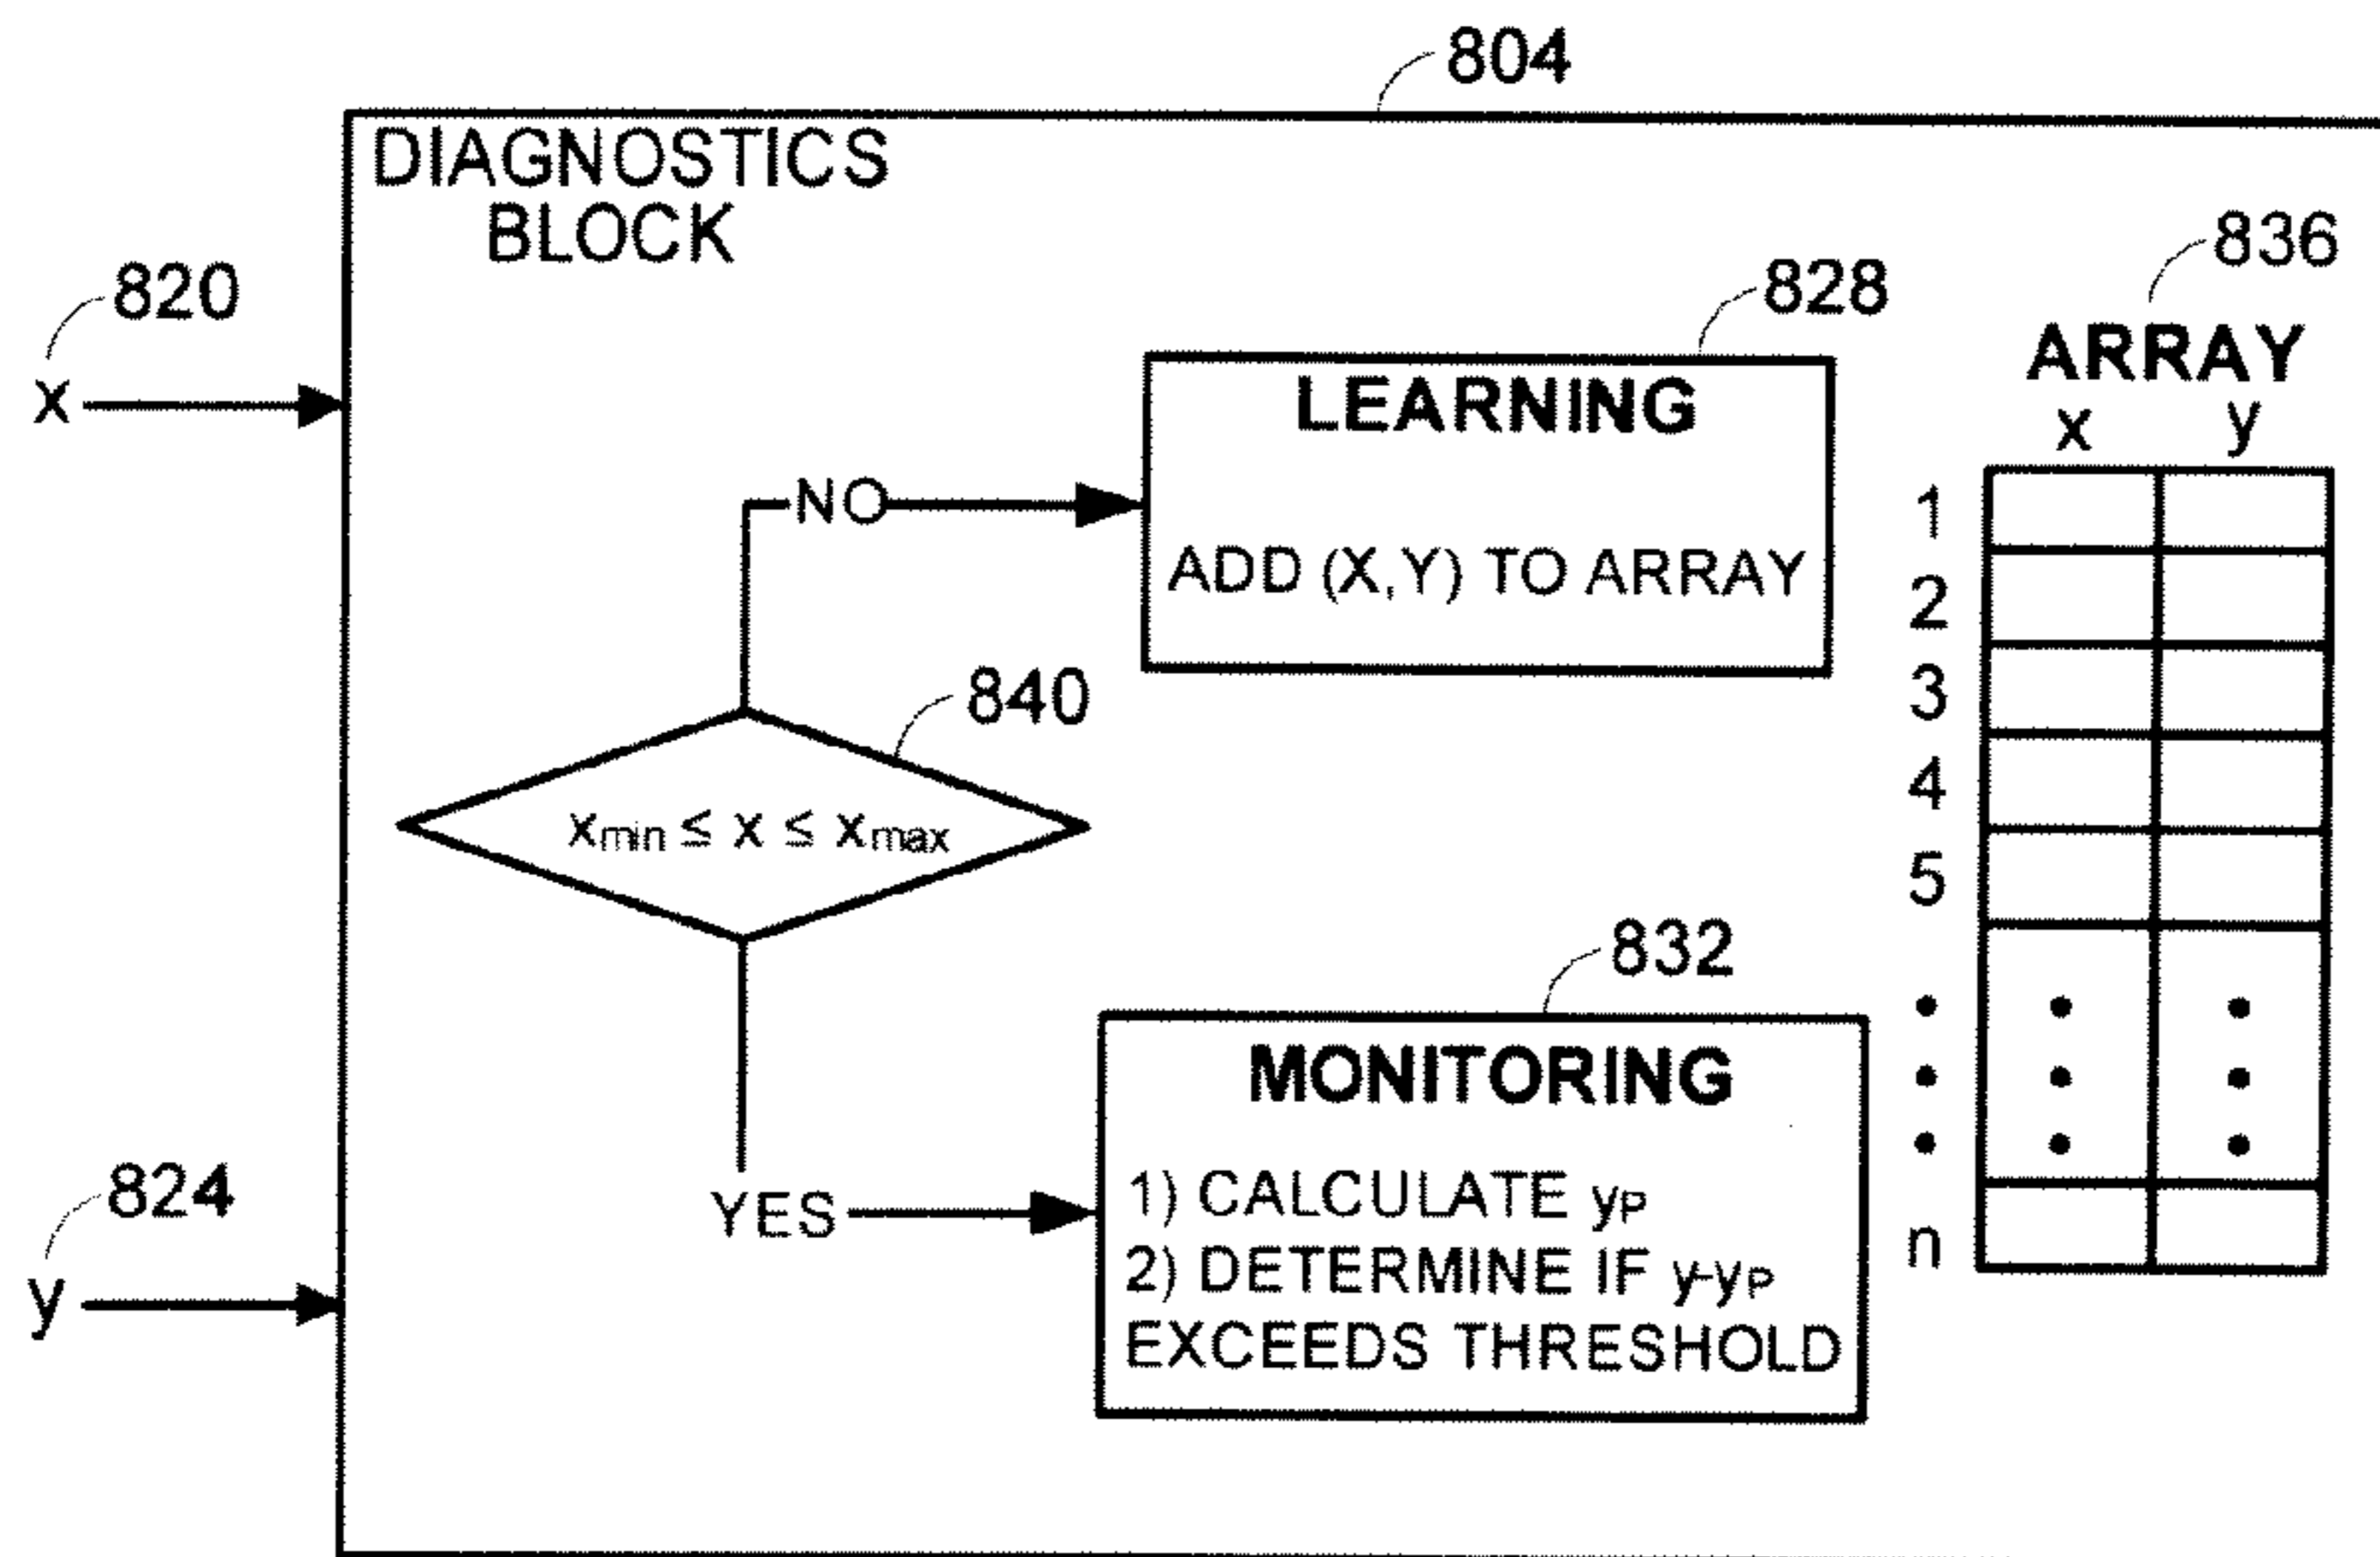 804
DIAGNOSTICS
BLOCK
820
x
836
828
ARRAY
x y
LEARNING
ADD (X,Y) TO ARRAY
NO
1
2
3
4
5
n
840
xmin ≤ x ≤ xmax
832
MONITORING
1) CALCULATE yP
2) DETERMINE IF y-yP
EXCEEDS THRESHOLD
YES
824
y